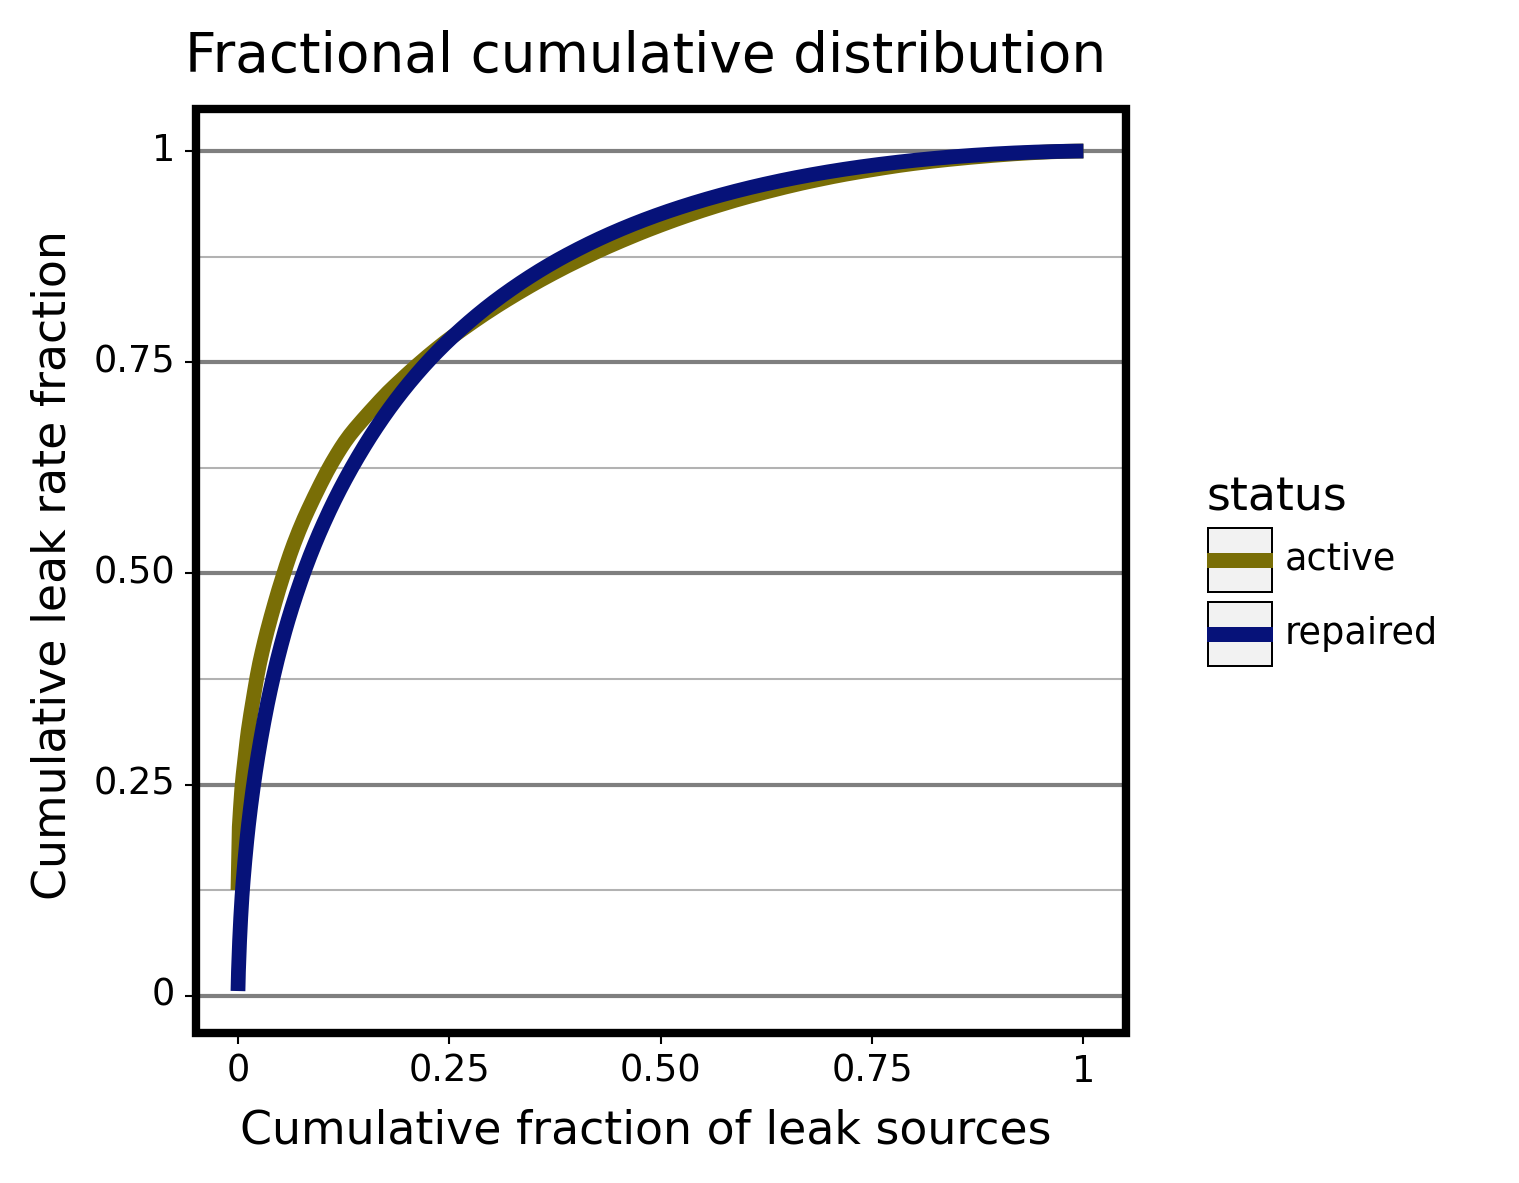 Fractional cumulative distribution
Cumulative leak rate fraction
1
0.75
0.50
0.25
0
0
0.25
0.50
0.75
1
Cumulative fraction of leak sources
status
active
repaired